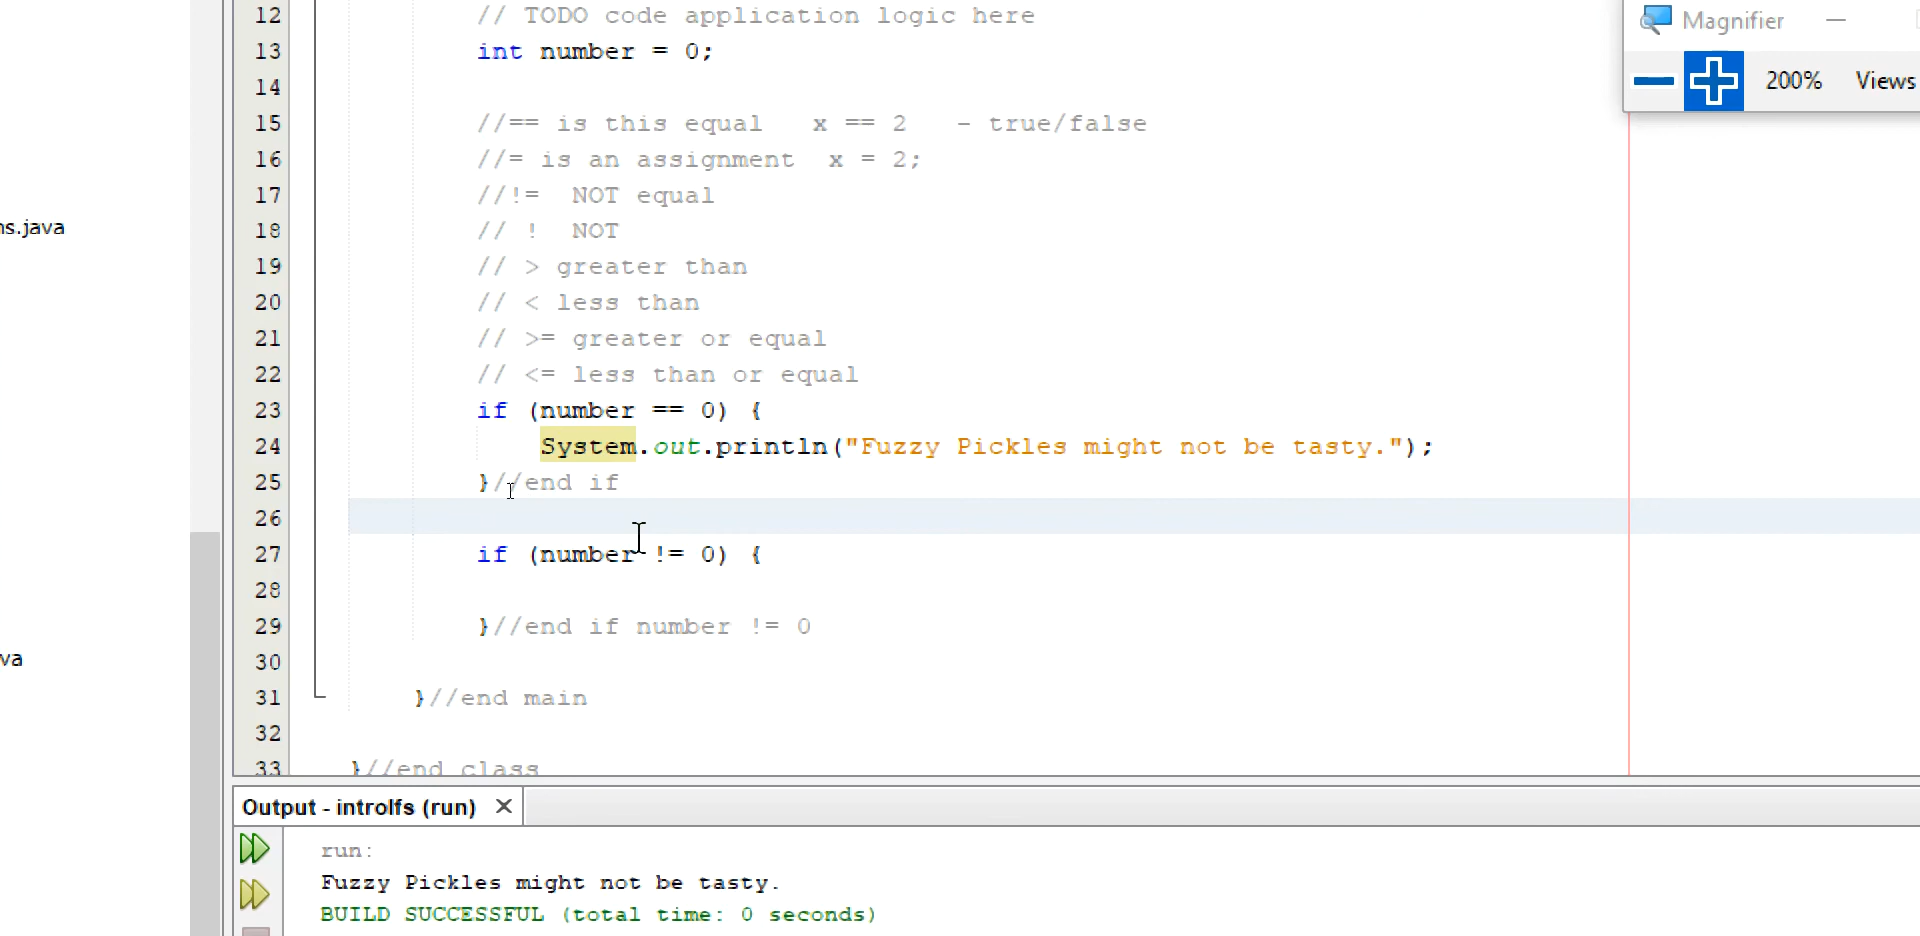 12 // TODO code application logic here
13 int number = 0;
14
15 //== is this equal   x == 2   - true/false
16 //= is an assignment  x = 2;
17 //!=  NOT equal
18 // !  NOT
19 // > greater than
20 // < less than
21 // >= greater or equal
22 // <= less than or equal
23 if (number == 0) {
24 System.out.println("Fuzzy Pickles might not be tasty.");
25 }//end if
26
27 if (number != 0) {
28
29 }//end if number != 0
30
31 }//end main
32
33 }//end class
Magnifier
200% Views
ns.java
va
Output - introIfs (run)
run:
Fuzzy Pickles might not be tasty.
BUILD SUCCESSFUL (total time: 0 seconds)